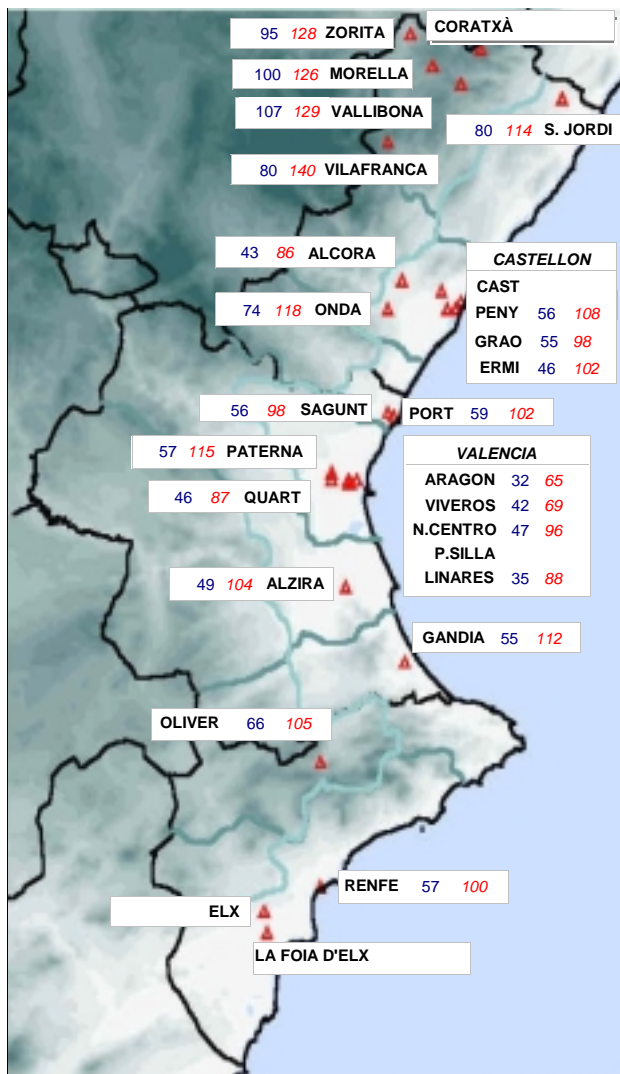 95 128 ZORITA
CORATXÀ
100 126 MORELLA
107 129 VALLIBONA
80 114 S. JORDI
80 140 VILAFRANCA
43 86 ALCORA
74 118 ONDA
CASTELLON
CAST
PENY 56 108
GRAO 55 98
ERMI 46 102
56 98 SAGUNT
PORT 59 102
57 115 PATERNA
46 87 QUART
VALENCIA
ARAGON 32 65
VIVEROS 42 69
N.CENTRO 47 96
P.SILLA
LINARES 35 88
49 104 ALZIRA
GANDIA 55 112
OLIVER 66 105
RENFE 57 100
ELX
LA FOIA D'ELX